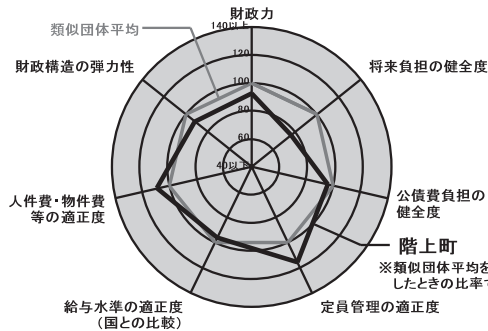 財政力
140以上
類似団体平均
120
財政構造の弾力性
将来負担の健全度
100
80
60
40以上
人件費・物件費
等の適正度
公債費負担の
健全度
階上町
※類似団体平均を
したときの比率で
給与水準の適正度
(国との比較)
定員管理の適正度